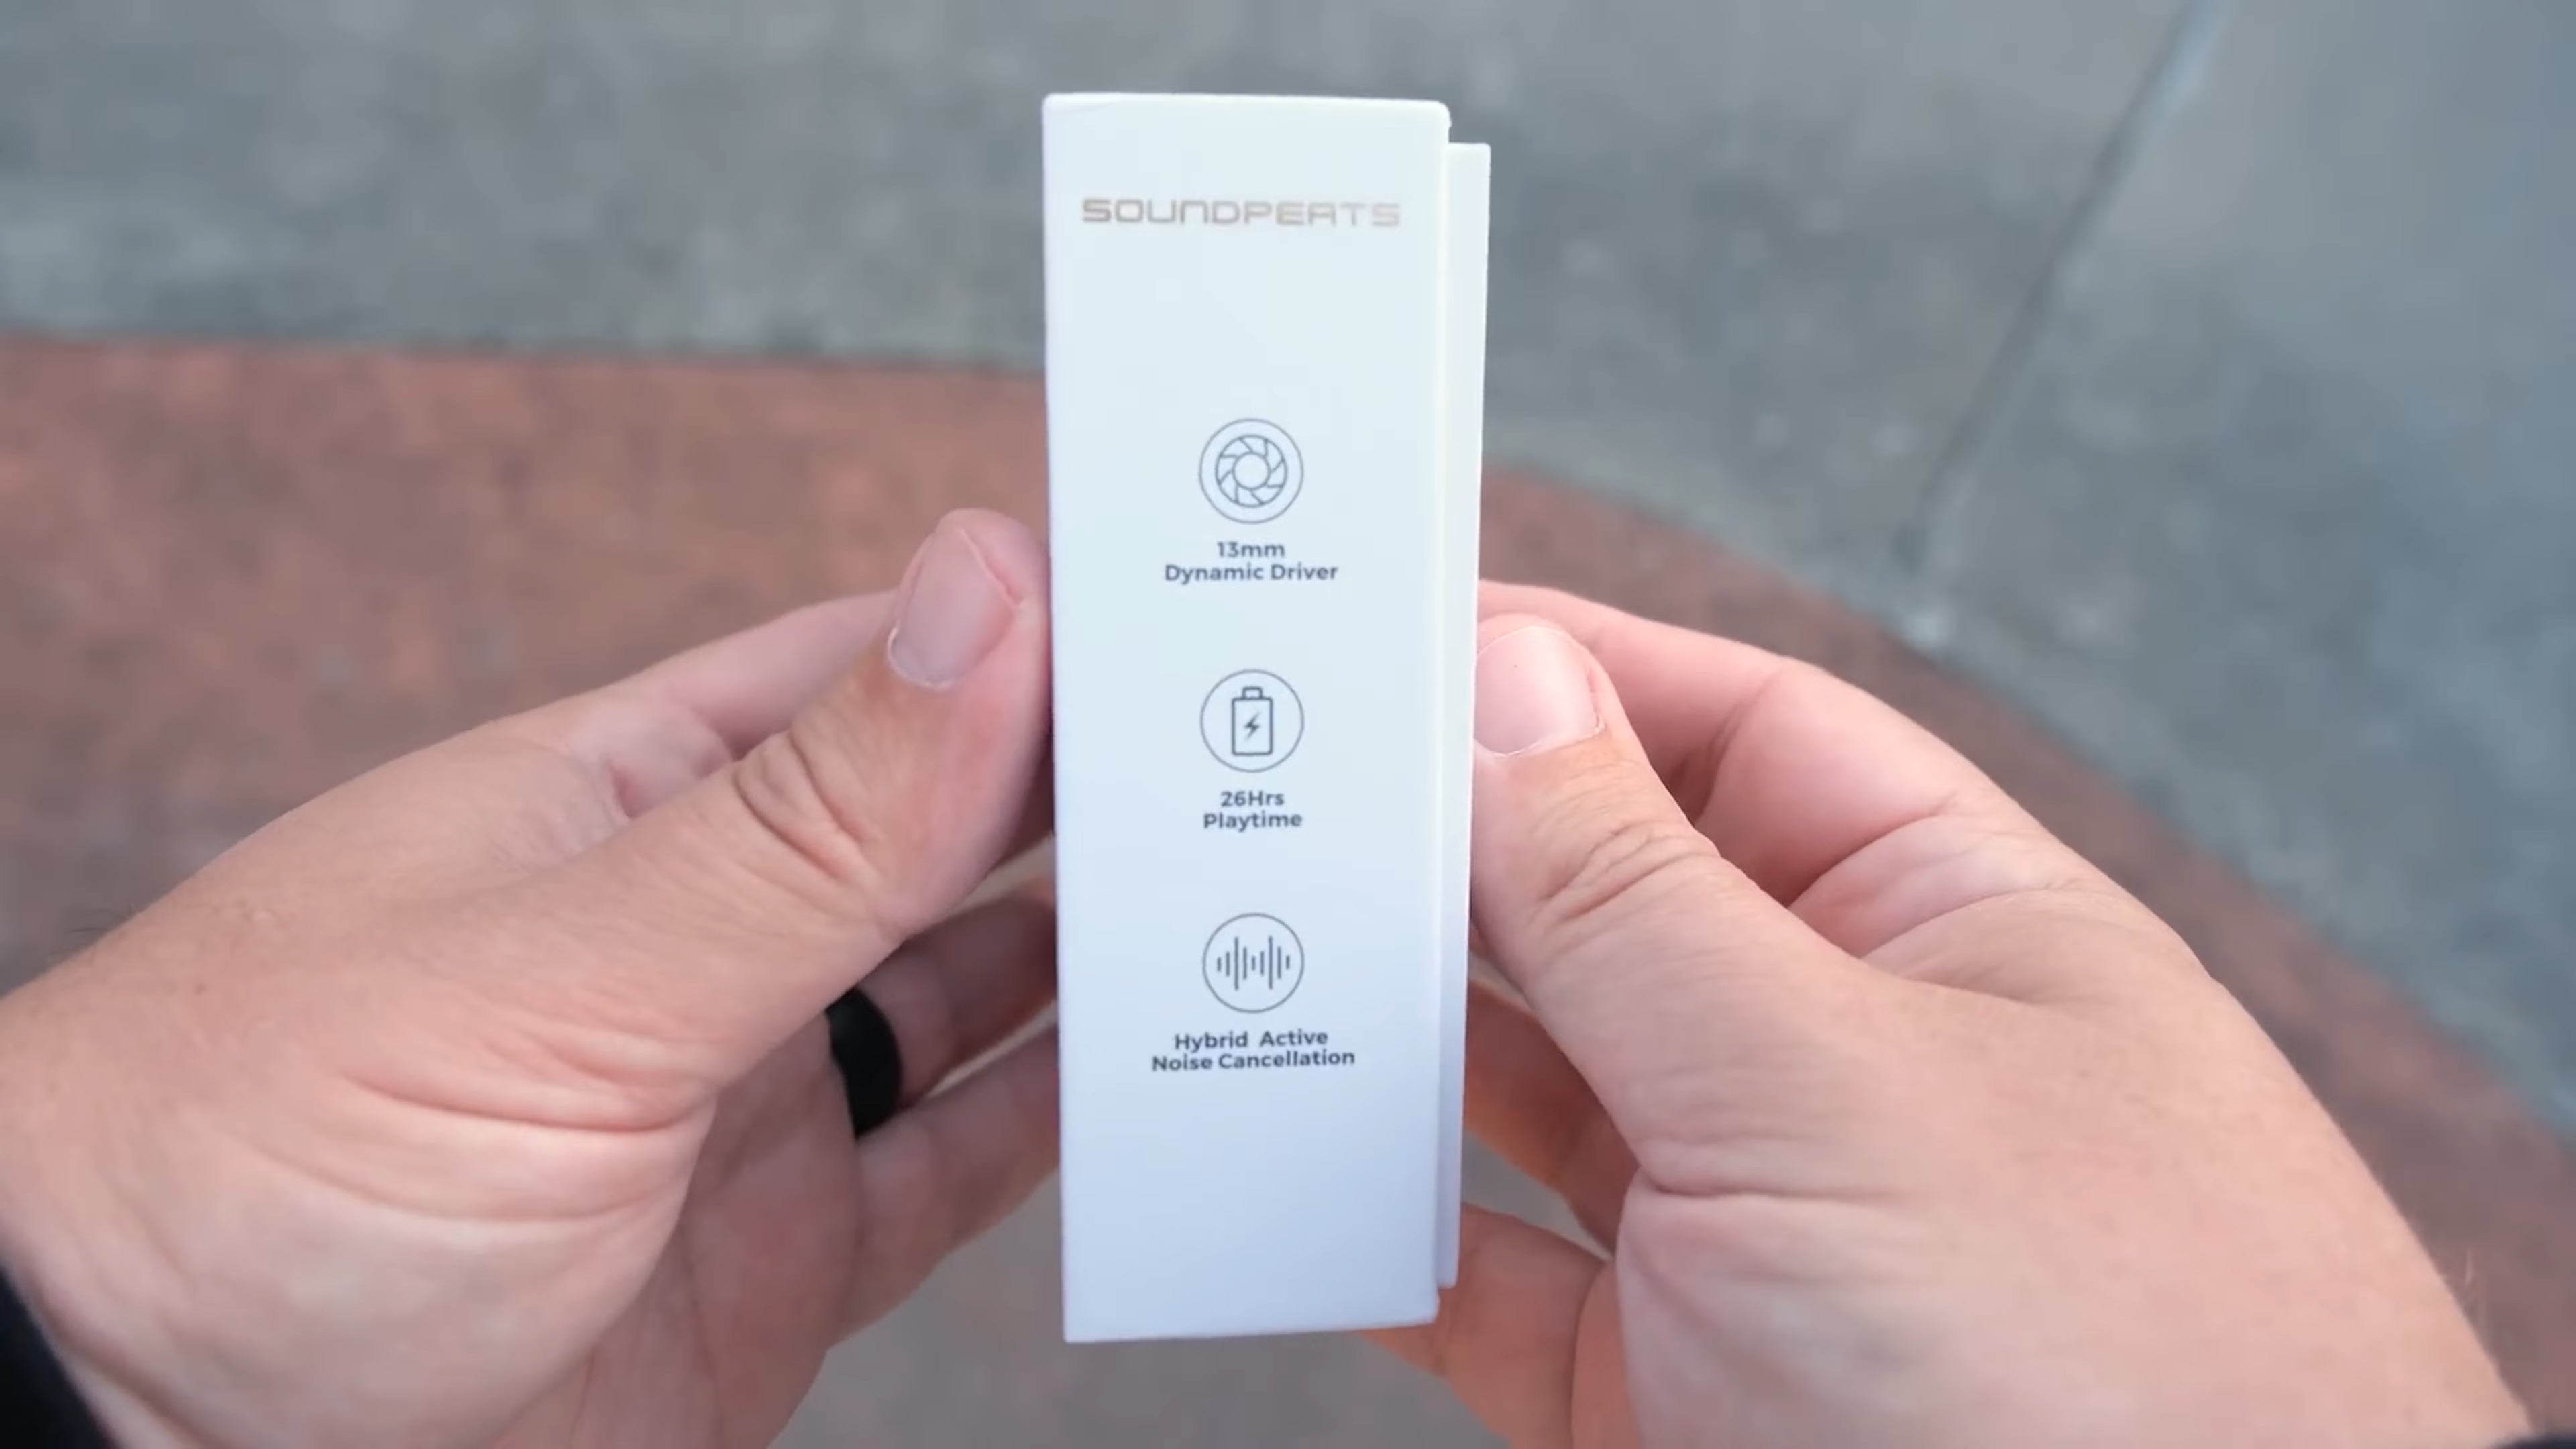 SOUNDPEATS
13mm
Dynamic Driver
26Hrs
Playtime
Hybrid Active
Noise Cancellation